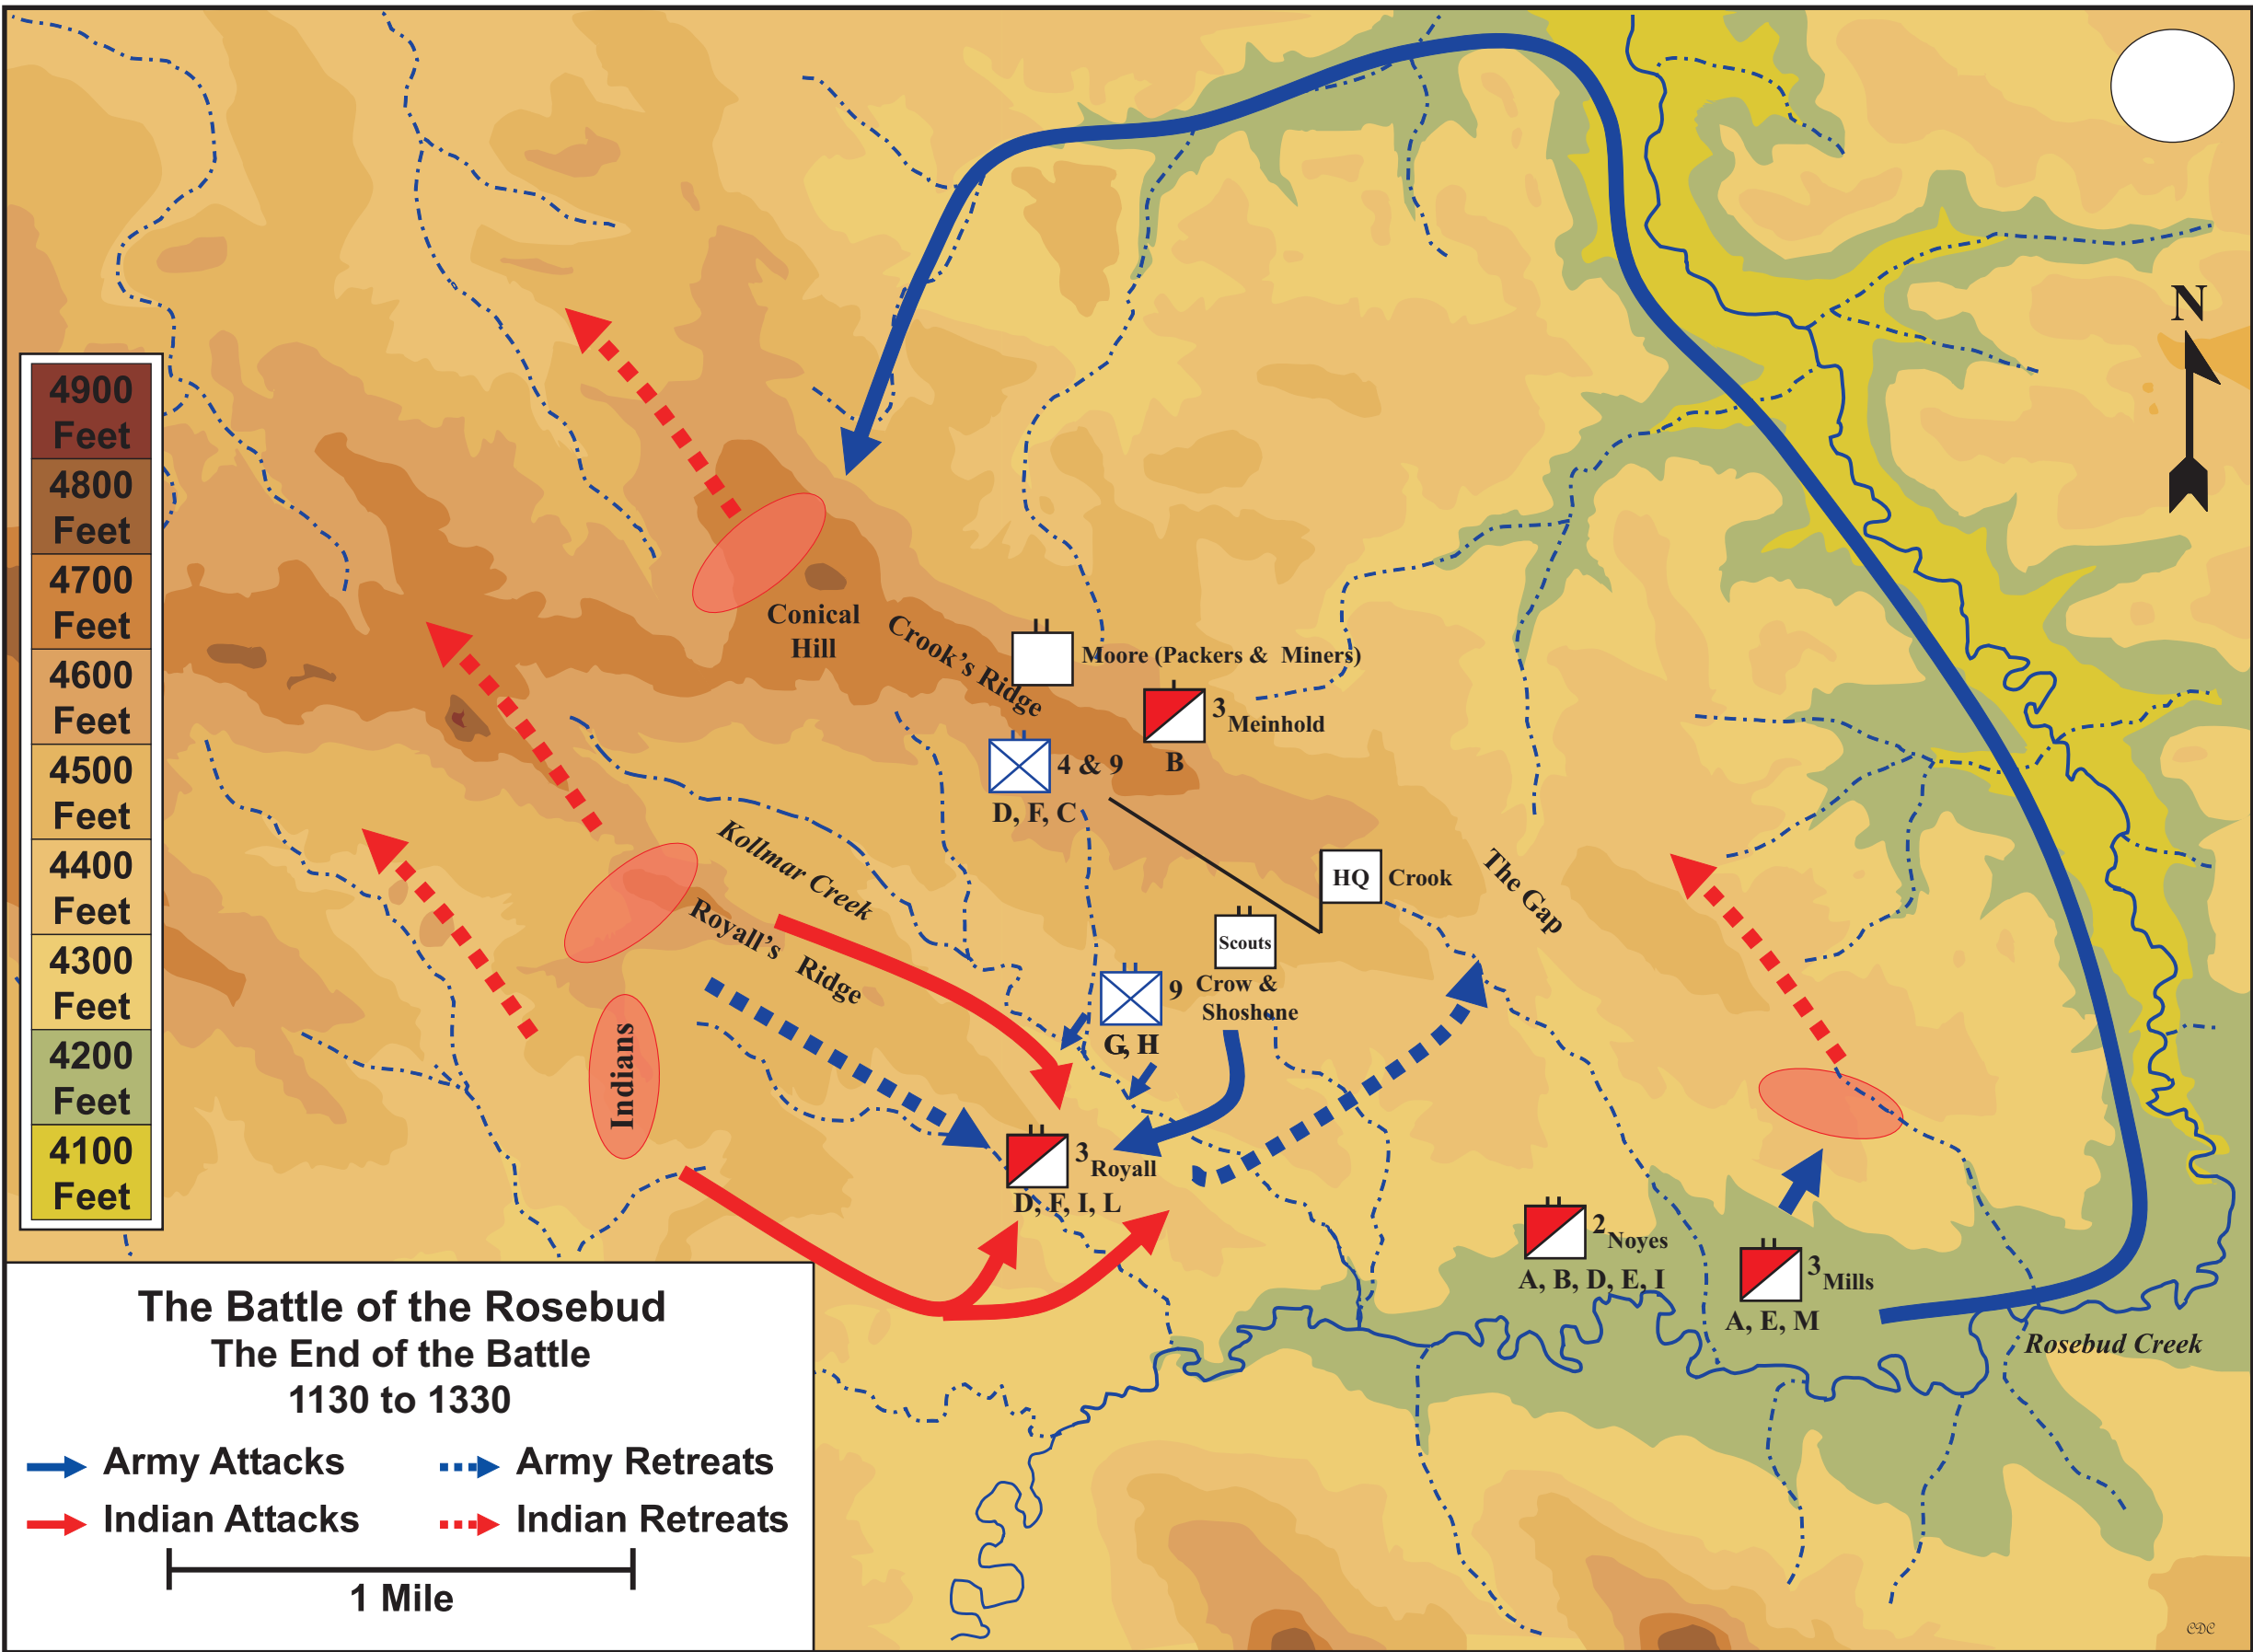 N
4900
Feet
4800
Feet
4700
Feet
4600
Feet
4500
Feet
4400
Feet
4300
Feet
4200
Feet
4100
Feet
Conical
Hill
Crook's Ridge
Moore (Packers & Miners)
3 Meinhold
B
4 & 9
D, F, C
Kollmar Creek
HQ
Crook
The Gap
Royall's Ridge
Scouts
Crow &
Shoshone
9
G, H
Indians
3 Royall
D, F, I, L
2 Noyes
A, B, D, E, I
3 Mills
A, E, M
Rosebud Creek
The Battle of the Rosebud
The End of the Battle
1130 to 1330
Army Attacks
Army Retreats
Indian Attacks
Indian Retreats
1 Mile
CDC